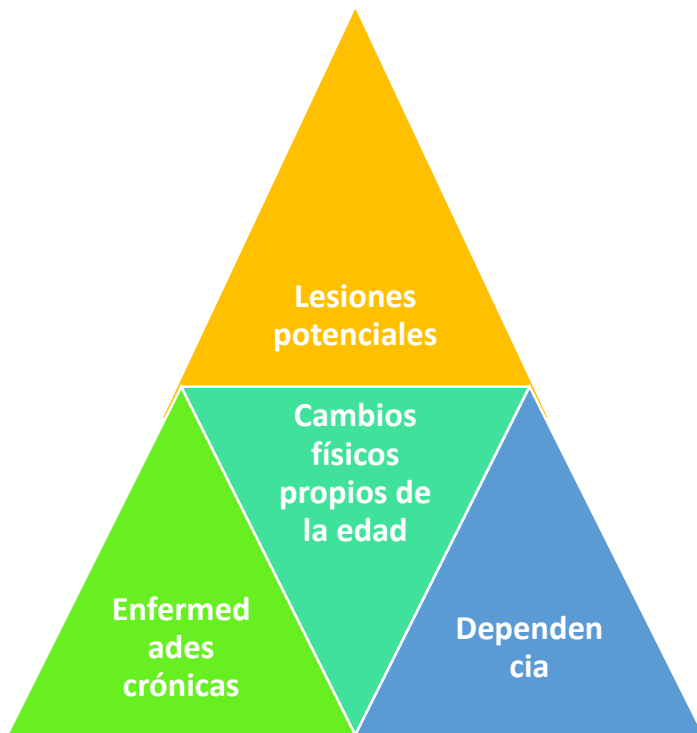 Lesiones
potenciales
Cambios
físicos
propios de
la edad
Enfermed
ades
crónicas
Dependen
cia